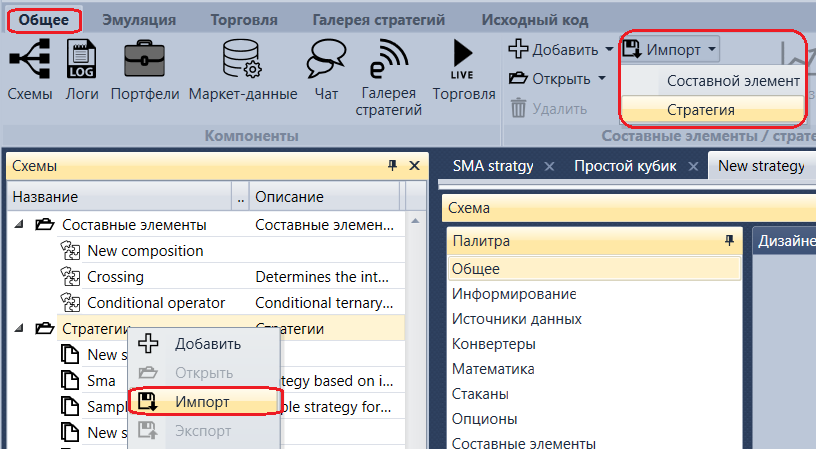 Общее Эмуляция Торговля Галерея стратегий Исходный код
Добавить Импорт
LOG LIVE Открыть Составной элемент
Схемы Логи Портфели Маркет-данные Чат Галерея стратегий Торговля Удалить Стратегия
Компоненты Составные элементы / страте
Схемы SMA stratgy Простой кубик New strategy
Название .. Описание Схема
Составные элементы Составные элемен...
New composition
Crossing Determines the int...
Conditional operator Conditional ternary...
Стратегии Стратегии
New s
Sma tegy based on i...
Sampl ple strategy for...
New s
Добавить
Открыть
Импорт
Экспорт
Палитра Дизайне
Общее
Информирование
Источники данных
Конвертеры
Математика
Стаканы
Опционы
Составные элементы